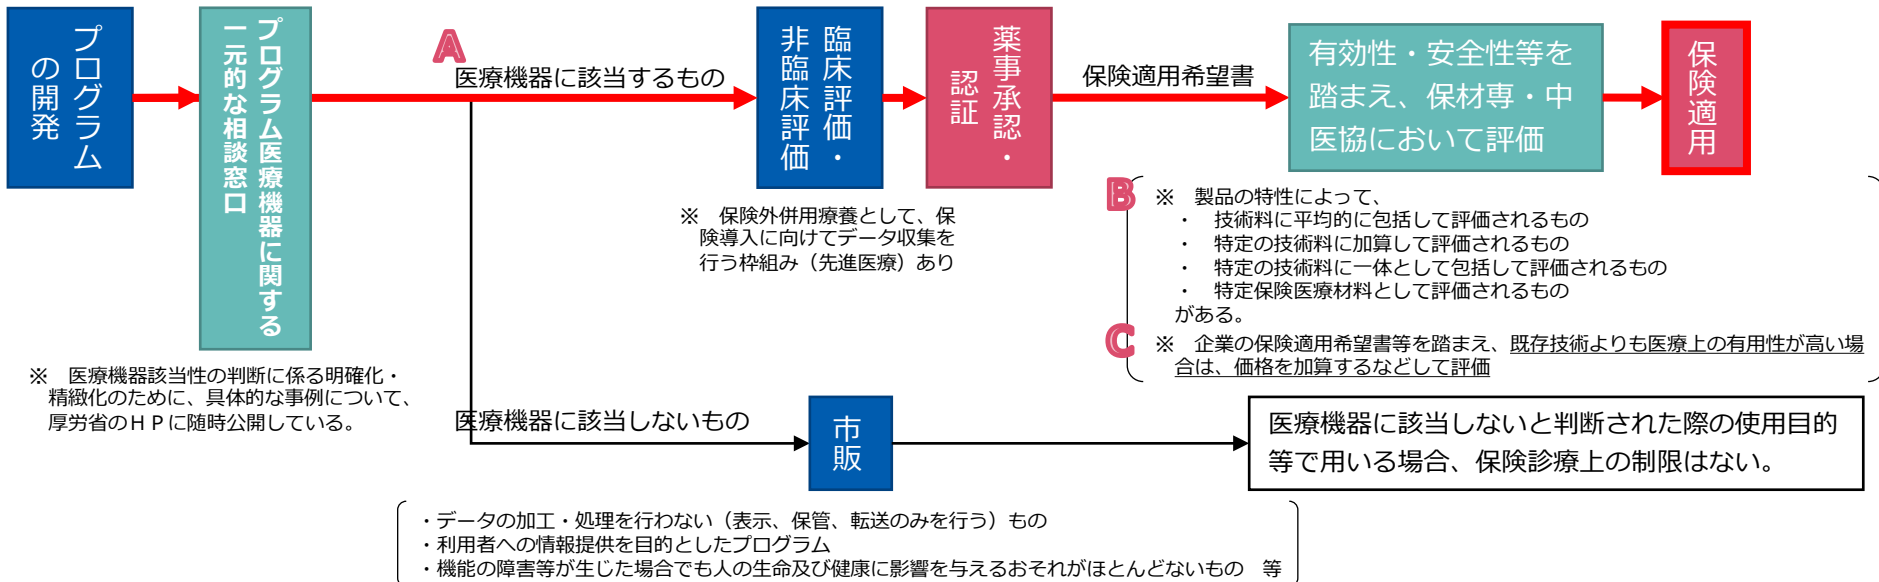 プログラム
の開発
プログラム医療機器に関する
一元的な相談窓口
※　医療機器該当性の判断に係る明確化・
精緻化のために、具体的な事例について、
厚労省のＨＰに随時公開している。
A
医療機器に該当するもの
臨床評価・
非臨床評価
※　保険外併用療養として、保
険導入に向けてデータ収集を
行う枠組み（先進医療）あり
薬事承認・
認証
保険適用希望書
有効性・安全性等を
踏まえ、保材専・中
医協において評価
保険適用
B
※　製品の特性によって、
・　技術料に平均的に包括して評価されるもの
・　特定の技術料に加算して評価されるもの
・　特定の技術料に一体として包括して評価されるもの
・　特定保険医療材料として評価されるもの
がある。
C
※　企業の保険適用希望書等を踏まえ、既存技術よりも医療上の有用性が高い場
合は、価格を加算するなどして評価
医療機器に該当しないもの
市販
医療機器に該当しないと判断された際の使用目的
等で用いる場合、保険診療上の制限はない。
・データの加工・処理を行わない（表示、保管、転送のみを行う）もの
・利用者への情報提供を目的としたプログラム
・機能の障害等が生じた場合でも人の生命及び健康に影響を与えるおそれがほとんどないもの　等